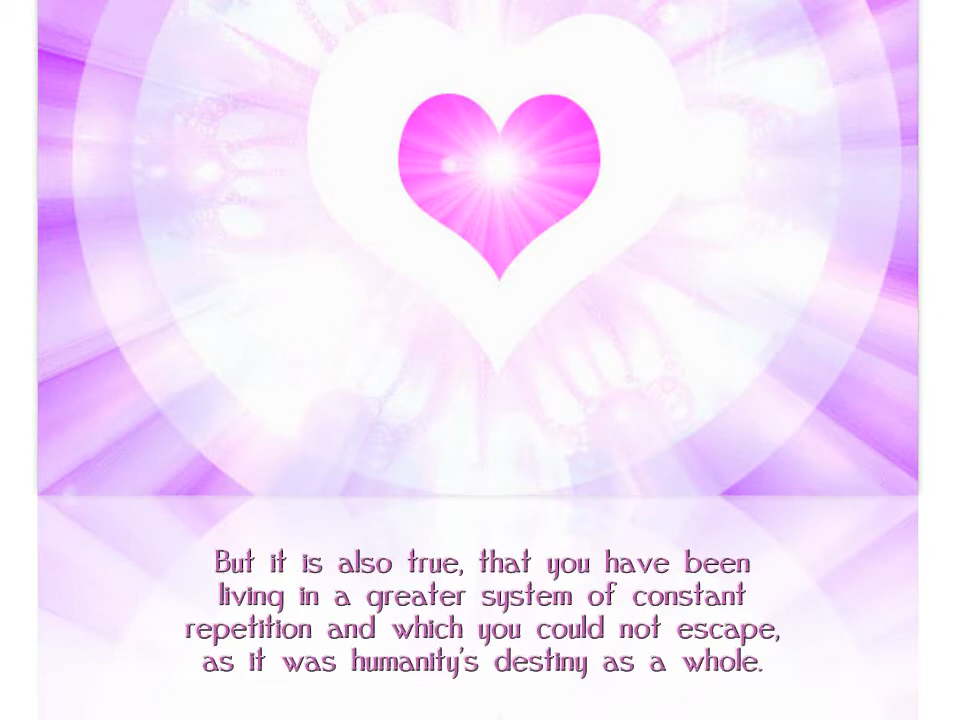 But it is also true, that you have been
living in a greater system of constant
repetition and which you could not escape,
as it was humanity's destiny as a whole.